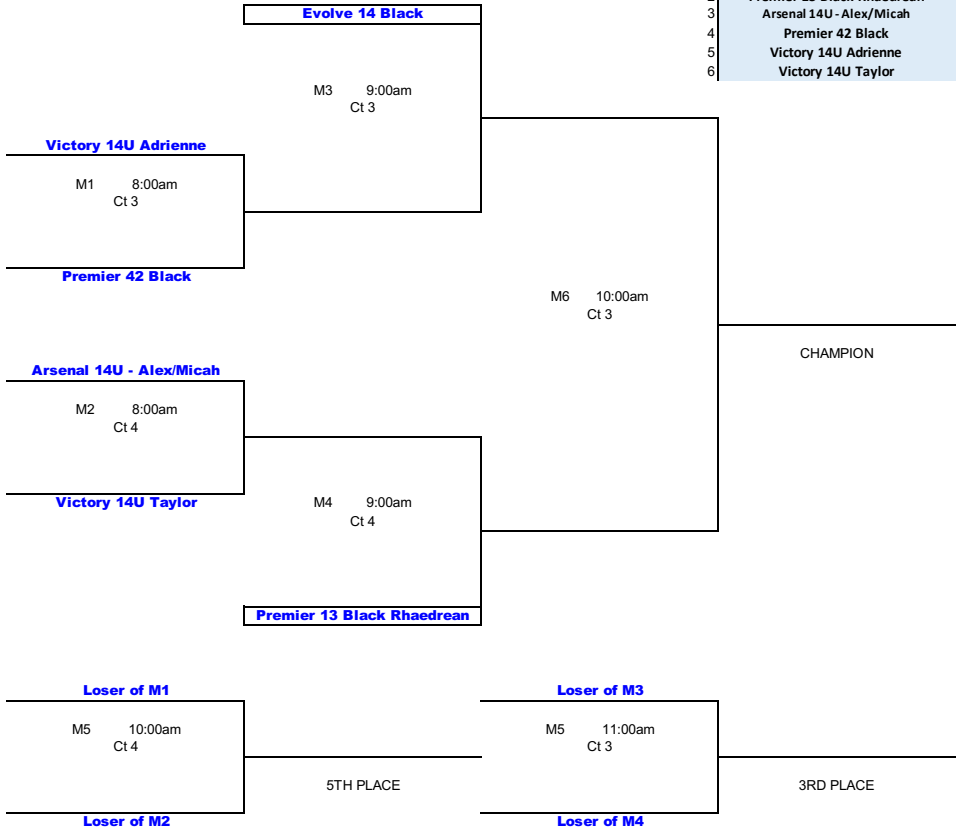 Evolve 14 Black
3 Arsenal 14U - Alex/Micah
4 Premier 42 Black
5 Victory 14U Adrienne
6 Victory 14U Taylor
M3 9:00am
Ct 3
Victory 14U Adrienne
M1 8:00am
Ct 3
Premier 42 Black
M6 10:00am
Ct 3
CHAMPION
Arsenal 14U - Alex/Micah
M2 8:00am
Ct 4
Victory 14U Taylor
M4 9:00am
Ct 4
Premier 13 Black Rhaedrean
Loser of M1
Loser of M3
M5 10:00am
Ct 4
M5 11:00am
Ct 3
5TH PLACE
3RD PLACE
Loser of M2
Loser of M4